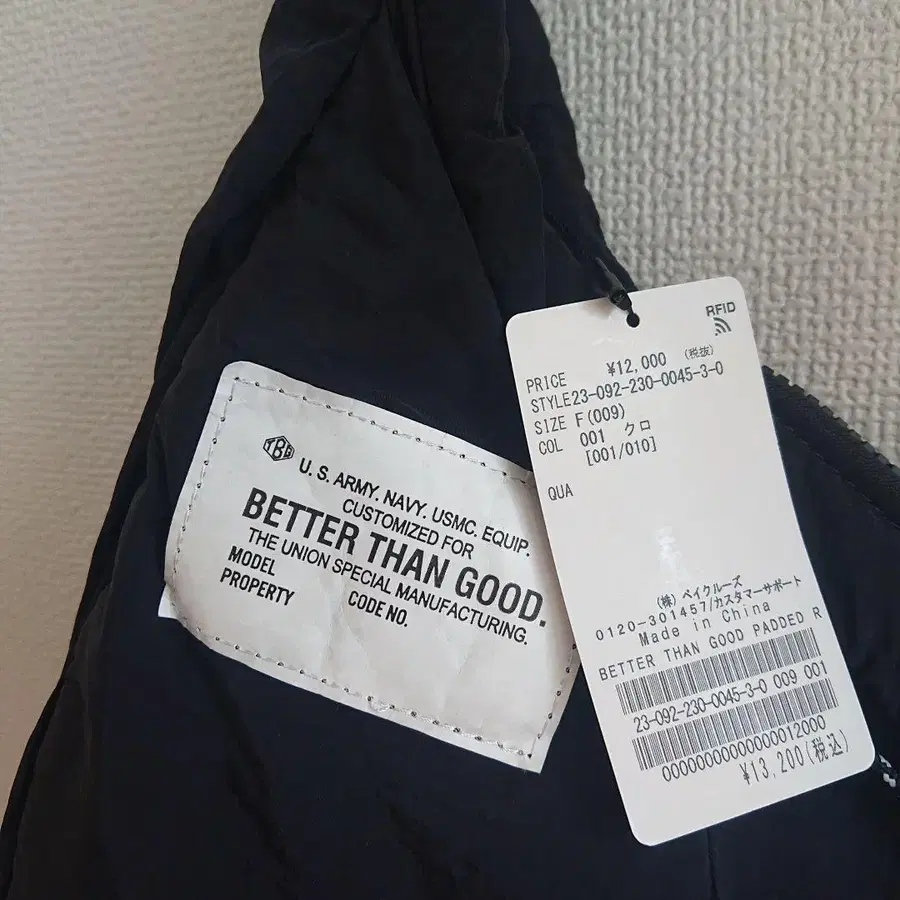 TBG
U. S. ARMY. NAVY. USMC. EQUIP.
CUSTOMIZED FOR
BETTER THAN GOOD.
THE UNION SPECIAL MANUFACTURING.
MODEL
PROPERTY
CODE NO.
RFID
PRICE ¥12,000 (税抜)
STYLE23-092-230-0045-3-0
SIZE F(009)
COL 001 クロ
[001/010]
QUA
(株) ベイクルーズ
0120-301457/カスタマーサポート
Made in China
BETTER THAN GOOD PADDED R
23-092-230-0045-3-0 009 001
00000000000000012000
¥13,200(税込)